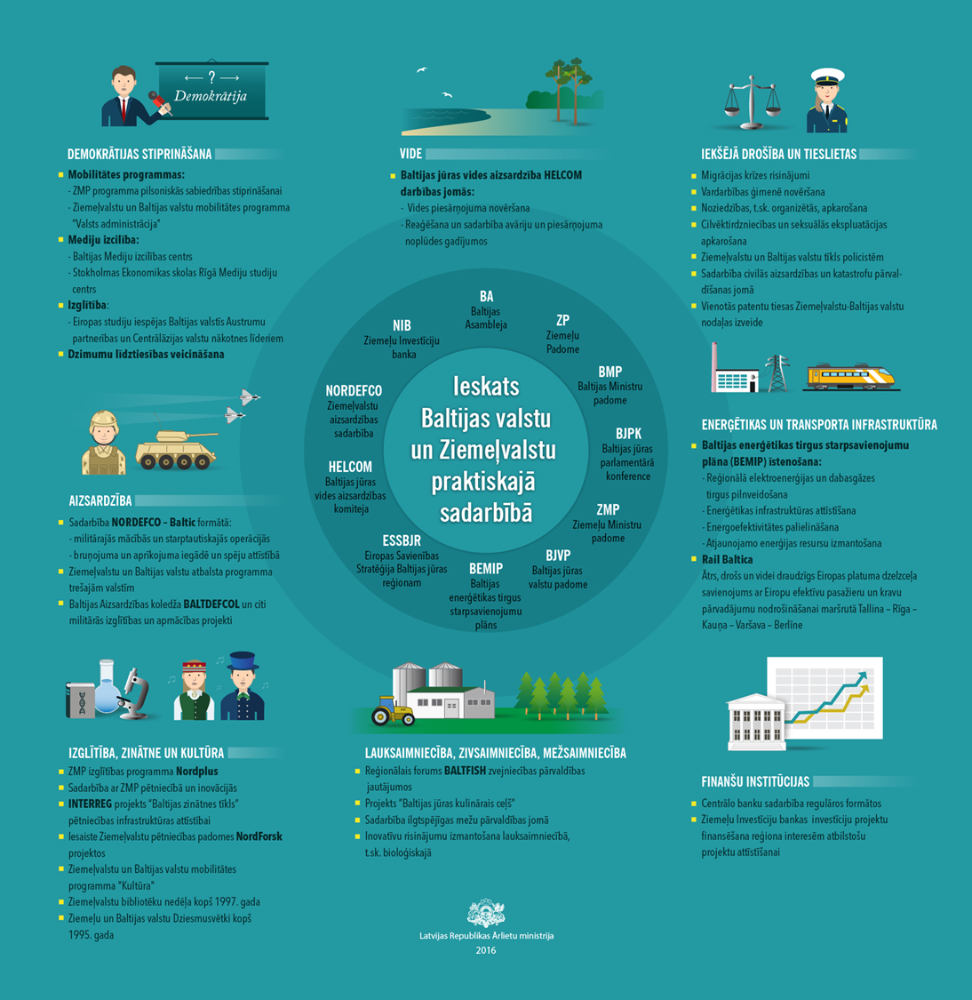 ← ? →
Demokrātija
DEMOKRĀTIJAS STIPRINĀŠANA
Mobilitātes programmas:
- ZMP programma pilsoniskās sabiedrības stiprināšanai
- Ziemeļvalstu un Baltijas valstu mobilitātes programma
"Valsts administrācija"
Mediju izcilība:
- Baltijas Mediju izcilības centrs
- Stokholmas Ekonomikas skolas Rīgā Mediju studiju
centrs
Izglītība:
- Eiropas studiju iespējas Baltijas valstīs Austrumu
partnerības un Centrālāzijas valstu nākotnes līderiem
Dzimumu līdztiesības veicināšana
VIDE
Baltijas jūras vides aizsardzība HELCOM
darbības jomās:
- Vides piesārņojuma novēršana
- Reaģēšana un sadarbība avāriju un piesārņojuma
noplūdes gadījumos
IEKŠĒJĀ DROŠĪBA UN TIESLIETAS
Migrācijas krīzes risinājumi
Vardarbības ģimenē novēršana
Noziedzības, t.sk. organizētās, apkarošana
Cilvēktirdzniecības un seksuālās ekspluatācijas
apkarošana
Ziemeļvalstu un Baltijas valstu tīkls policistēm
Sadarbība civilās aizsardzības un katastrofu pārval-
dīšanas jomā
Vienotās patentu tiesas Ziemeļvalstu-Baltijas valstu
nodaļas izveide
BA
Baltijas
Asambleja
ZP
Ziemeļu
Padome
BMP
Baltijas Ministru
padome
BJPK
Baltijas jūras
parlamentārā
konference
ZMP
Ziemeļu Ministru
padome
BJVP
Baltijas jūras
valstu padome
BEMIP
Baltijas
enerģētikas tirgus
starpsavienojumu
plāns
ESSBJR
Eiropas Savienības
Stratēģija Baltijas jūras
reģionam
HELCOM
Baltijas jūras
vides aizsardzības
komiteja
NORDEFCO
Ziemeļvalstu
aizsardzības
sadarbība
NIB
Ziemeļu Investīciju
banka
Ieskats
Baltijas valstu
un Ziemeļvalstu
praktiskajā
sadarbībā
AIZSARDZĪBA
Sadarbība NORDEFCO – Baltic formātā:
- militārajās mācībās un starptautiskajās operācijās
- bruņojuma un aprīkojuma iegādē un spēju attīstībā
Ziemeļvalstu un Baltijas valstu atbalsta programma
trešajām valstīm
Baltijas Aizsardzības koledža BALTDEFCOL un citi
militārās izglītības un apmācības projekti
ENERĢĒTIKAS UN TRANSPORTA INFRASTRUKTŪRA
Baltijas enerģētikas tirgus starpsavienojumu
plāna (BEMIP) īstenošana:
- Reģionālā elektroenerģijas un dabasgāzes
tirgus pilnveidošana
- Enerģētikas infrastruktūras attīstīšana
- Energoefektivitātes palielināšana
- Atjaunojamo enerģijas resursu izmantošana
Rail Baltica
Ātrs, drošs un videi draudzīgs Eiropas platuma dzelzceļa
savienojums ar Eiropu efektīvu pasažieru un kravu
pārvadājumu nodrošināšanai maršrutā Tallina – Rīga –
Kauņa – Varšava – Berlīne
IZGLĪTĪBA, ZINĀTNE UN KULTŪRA
ZMP izglītības programma Nordplus
Sadarbība ar ZMP pētniecībā un inovācijās
INTERREG projekts "Baltijas zinātnes tīkls"
pētniecības infrastruktūras attīstībai
Iesaiste Ziemeļvalstu pētniecības padomes NordForsk
projektos
Ziemeļvalstu un Baltijas valstu mobilitātes
programma "Kultūra"
Ziemeļvalstu bibliotēku nedēļa kopš 1997. gada
Ziemeļu un Baltijas valstu Dziesmusvētki kopš
1995. gada
LAUKSAIMNIECĪBA, ZIVSAIMNIECĪBA, MEŽSAIMNIECĪBA
Reģionālais forums BALTFISH zvejniecības pārvaldības
jautājumos
Projekts "Baltijas jūras kulinārais ceļš"
Sadarbība ilgtspējīgas mežu pārvaldības jomā
Inovatīvu risinājumu izmantošana lauksaimniecībā,
t.sk. bioloģiskajā
FINANŠU INSTITŪCIJAS
Centrālo banku sadarbība regulāros formātos
Ziemeļu Investīciju bankas investīciju projektu
finansēšana reģiona interesēm atbilstošu
projektu attīstīšanai
Latvijas Republikas Ārlietu ministrija
2016